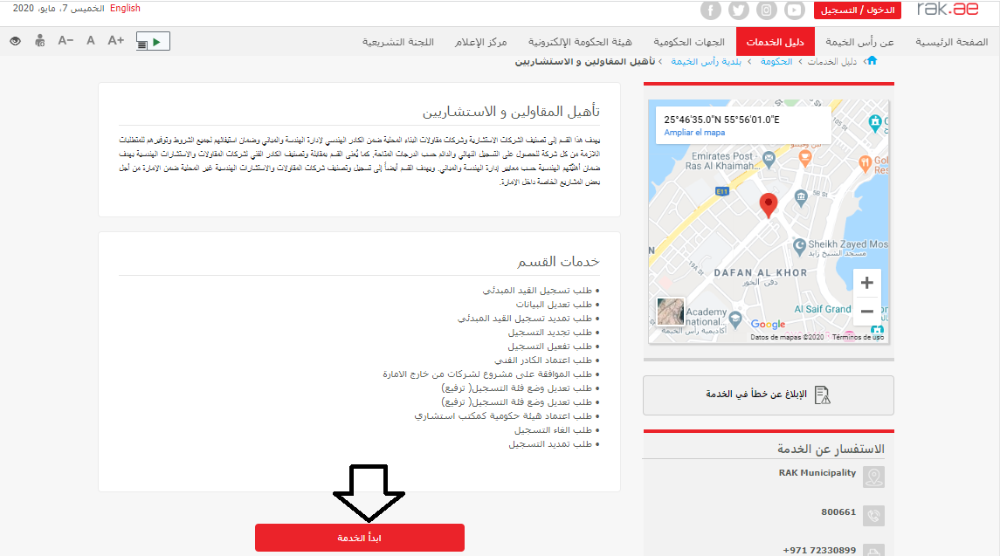 English
الخميس 7, مايو, 2020
الدخول / التسجيل
rak.ae
A-
A
A+
الصفحة الرئيسية
عن رأس الخيمة
دليل الخدمات
الجهات الحكومية
هيئة الحكومة الإلكترونية
مركز الإعلام
اللجنة التشريعية
دليل الخدمات > الحكومة > بلدية رأس الخيمة > تأهيل المقاولين و الاستشاريين
تأهيل المقاولين و الاستشاريين
يهدف هذا القسم إلى تصنيف الشركات الاستشارية وشركات مقاولات البناء المحلية ضمن الكادر الهندسي لإدارة الهندسة والمباني وضمان استيفائهم لجميع الشروط وتوفيرهم للمتطلبات
اللازمة من كل شركة للحصول على التسجيل النهائي والدائم حسب الدرجات المتاحة, كما يُعنى القسم بمقابلة وتصنيف الكادر الفني لشركات المقاولات والاستشارات الهندسية بهدف
ضمان أهليّتهم الهندسية حسب معايير إدارة الهندسة والمباني. ويهدف القسم أيضاً إلى تسجيل وتصنيف شركات المقاولات والاستشارات الهندسية غير المحلية ضمن الإمارة من أجل
بعض المشاريع الخاصة داخل الإمارة.
خدمات القسم
• طلب تسجيل القيد المبدئي
• طلب تعديل البيانات
• طلب تمديد تسجيل القيد المبدئي
• طلب تجديد التسجيل
• طلب تفعيل التسجيل
• طلب اعتماد الكادر الفني
• طلب الموافقة على مشروع لشركات من خارج الامارة
• طلب تعديل وضع فئة التسجيل( ترفيع)
• طلب تعديل وضع فئة التسجيل( ترفيع)
• طلب اعتماد هيئة حكومية كمكتب استشاري
• طلب الغاء التسجيل
• طلب تمديد التسجيل
ابدأ الخدمة
25°46'35.0"N 55°56'01.0"E
Ampliar el mapa
Emirates Post -
Ras Al Khaimah...
Gol
Res
E11
5B St
Sheikh Zayed Mos
مسجد الشيخ زايد
N
19A St
DAFAN AL KHOR
دفن الخور
Al Saif Grand
Academy
national...
أكاديمية رأس الخيمة
Google
Datos de mapas ©2020
Términos de uso
الإبلاغ عن خطأ في الخدمة
الاستفسار عن الخدمة
RAK Municipality
800661
+971 72330899